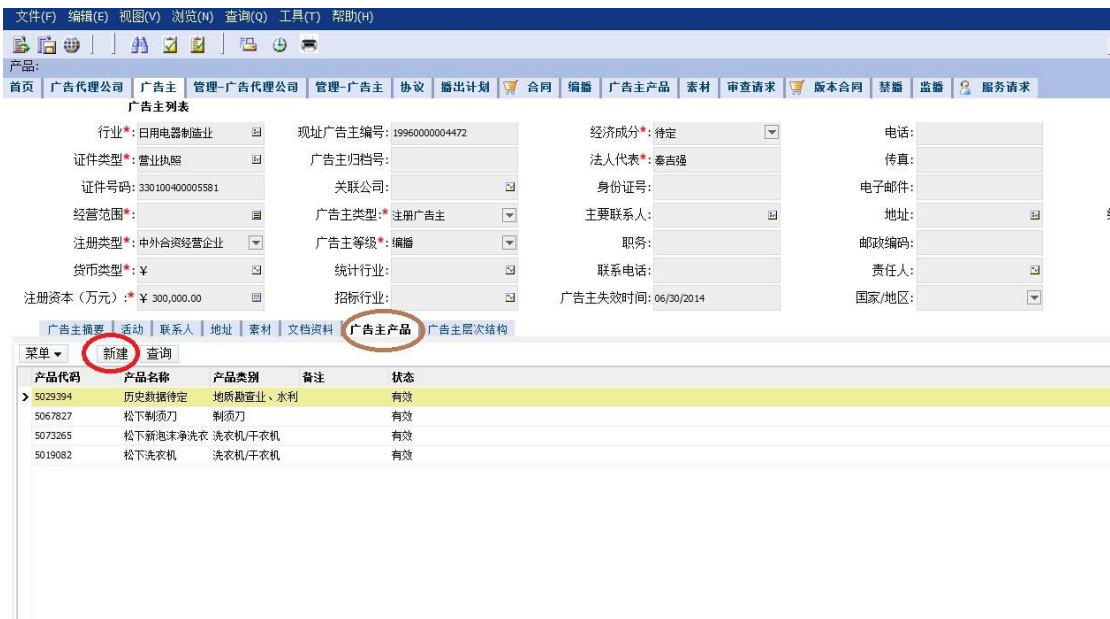 文件(F) 编辑(E) 视图(V) 浏览(N) 查询(Q) 工具(T) 帮助(H)
产品:
首页 广告代理公司 广告主 管理-广告代理公司 管理-广告主 协议 播出计划 合同 编播 广告主产品 素材 审查请求 版本合同 禁播 监播 服务请求
广告主列表
行业*: 日用电器制造业 现址广告主编号: 19960000004472 经济成分*: 待定 电话:
证件类型*: 营业执照 广告主归档号: 法人代表*: 秦吉强 传真:
证件号码: 330100400005581 关联公司: 身份证号: 电子邮件:
经营范围*: 广告主类型:* 注册广告主 主要联系人: 地址:
注册类型*: 中外合资经营企业 广告主等级*: 编播 职务: 邮政编码:
货币类型*: ¥ 统计行业: 联系电话: 责任人:
注册资本（万元）:* ¥ 300,000.00 招标行业: 广告主失效时间: 06/30/2014 国家/地区:
广告主摘要 活动 联系人 地址 素材 文档资料 广告主产品 广告主层次结构
菜单 新建 查询
产品代码 产品名称 产品类别 备注 状态
5029394 历史数据待定 地质勘查业、水利 有效
5067827 松下剃须刀 剃须刀 有效
5073265 松下新泡沫净洗衣 洗衣机/干衣机 有效
5019082 松下洗衣机 洗衣机/干衣机 有效